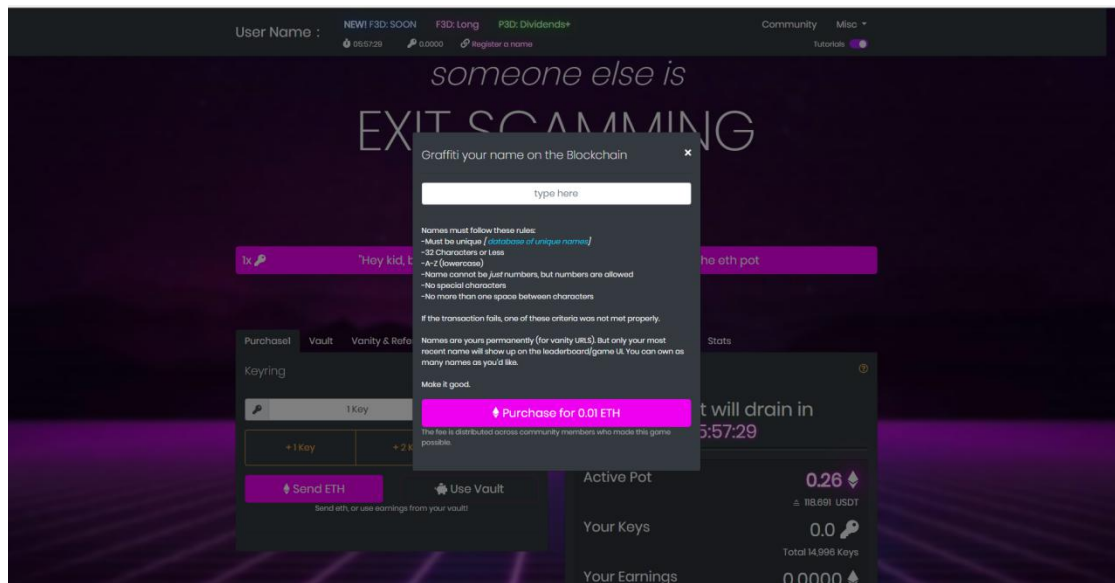 User Name :
NEW! F3D: SOON F3D: Long P3D: Dividends+
Community Misc
05:57:29 0.0000 Register a name
Tutorials
someone else is
EXIT SCAMMING
Graffiti your name on the Blockchain ×
type here
Names must follow these rules:
-Must be unique [database of unique names]
-32 Characters or Less
-A-Z (lowercase)
-Name cannot be just numbers, but numbers are allowed
-No special characters
-No more than one space between characters
If the transaction fails, one of these criteria was not met properly.
Names are yours permanently (for vanity URLS). But only your most
recent name will show up on the leaderboard/game UI. You can own as
many names as you'd like.
Make it good.
Purchase for 0.01 ETH
The fee is distributed across community members who made this game
possible.
1x "Hey kid, he eth pot
Purchase1 Vault Vanity & Refe Stats
Keyring
1 Key
+1 Key +2 K
Send ETH Use Vault
Send eth, or use earnings from your vault!
t will drain in
5:57:29
Active Pot 0.26
≙ 118.691 USDT
Your Keys 0.0
Total 14,996 Keys
Your Earnings 0.0000